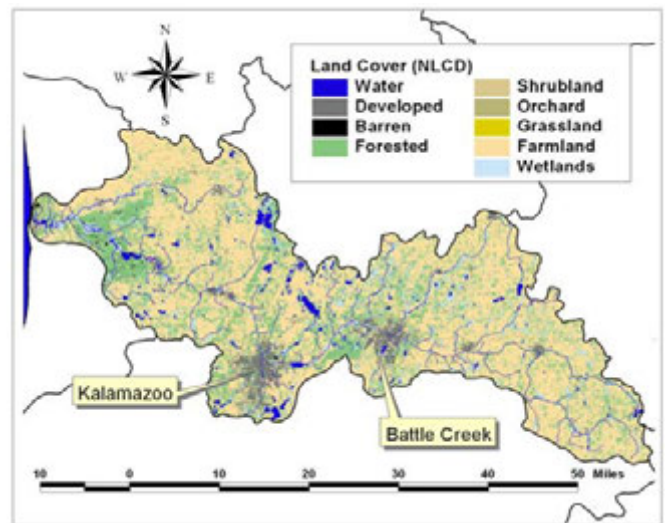 N
W E
S
Land Cover (NLCD)
Water
Developed
Barren
Forested
Shrubland
Orchard
Grassland
Farmland
Wetlands
Kalamazoo
Battle Creek
10 0 10 20 30 40 50 Miles